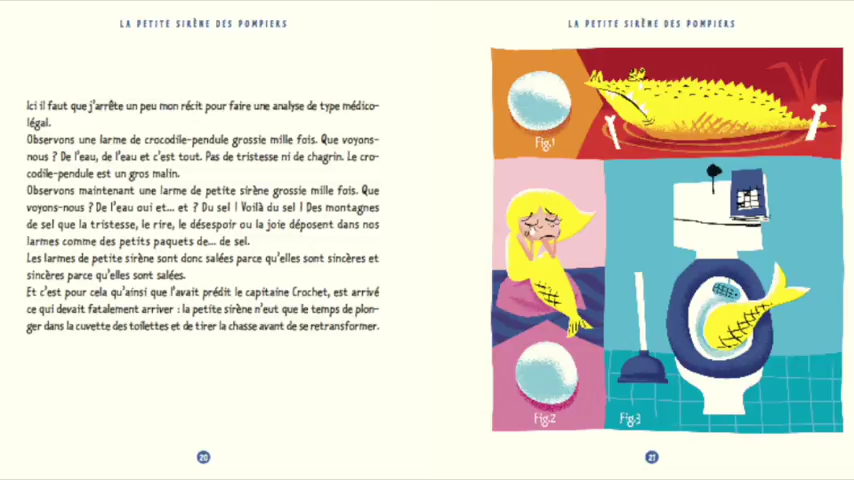 LA PETITE SIRÈNE DES POMPIERS
Ici il faut que j'arrête un peu mon récit pour faire une analyse de type médico-
légal.
Observons une larme de crocodile-pendule grossie mille fois. Que voyons-
nous ? De l'eau, de l'eau et c'est tout. Pas de tristesse ni de chagrin. Le cro-
codile-pendule est un gros malin.
Observons maintenant une larme de petite sirène grossie mille fois. Que
voyons-nous ? De l'eau oui et... et ? Du sel ! Voilà du sel ! Des montagnes
de sel que la tristesse, le rire, le désespoir ou la joie déposent dans nos
larmes comme des petits paquets de... de sel.
Les larmes de petite sirène sont donc salées parce qu'elles sont sincères et
sincères parce qu'elles sont salées.
Et c'est pour cela qu'ainsi que l'avait prédit le capitaine Crochet, est arrivé
ce qui devait fatalement arriver : la petite sirène n'eut que le temps de plon-
ger dans la cuvette des toilettes et de tirer la chasse avant de se retransformer.
20
LA PETITE SIRÈNE DES POMPIERS
Fig.1
Fig.2
Fig.3
21